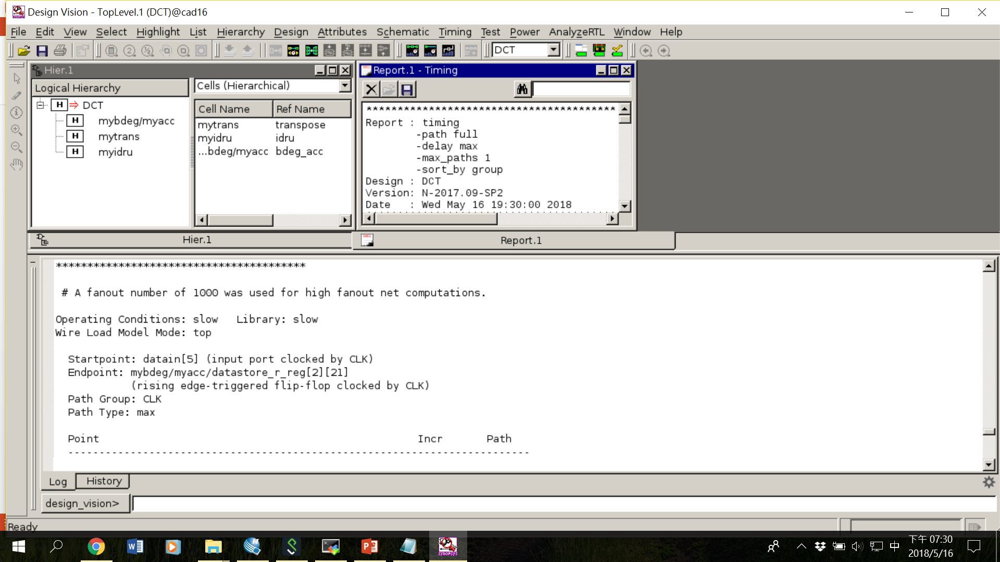 Design Vision - TopLevel.1 (DCT)@cad16
File Edit View Select Highlight List Hierarchy Design Attributes Schematic Timing Test Power AnalyzeRTL Window Help
DCT
Hier.1
Logical Hierarchy
H DCT
H mybdeg/myacc
H mytrans
H myidru
Cells (Hierarchical)
Cell Name Ref Name
mytrans transpose
myidru idru
...bdeg/myacc bdeg_acc
Report.1 - Timing
****************************************
Report : timing
-path full
-delay max
-max_paths 1
-sort_by group
Design : DCT
Version: N-2017.09-SP2
Date : Wed May 16 19:30:00 2018
Hier.1
Report.1
****************************************
# A fanout number of 1000 was used for high fanout net computations.
Operating Conditions: slow Library: slow
Wire Load Model Mode: top
Startpoint: datain[5] (input port clocked by CLK)
Endpoint: mybdeg/myacc/datastore_r_reg[2][21]
(rising edge-triggered flip-flop clocked by CLK)
Path Group: CLK
Path Type: max
Point Incr Path
--------------------------------------------------------------------------
Log History
design_vision>
Ready
SYNOPSYS
中
下午 07:30
2018/5/16